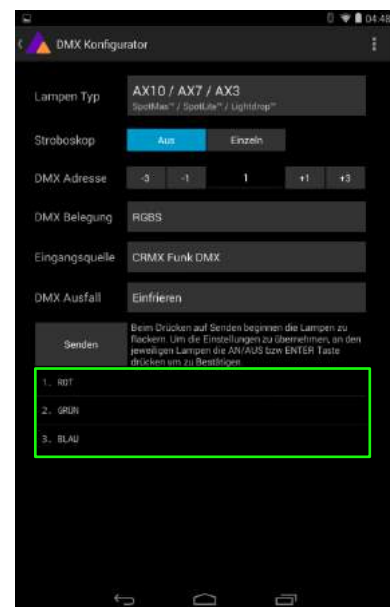 04:48
DMX Konfigurator
Lampen Typ
AX10 / AX7 / AX3
SpotMax™ / SpotLite™ / Lightdrop™
Stroboskop
Aus
Einzeln
DMX Adresse
-3
-1
1
+1
+3
DMX Belegung
RGBS
Eingangsquelle
CRMX Funk DMX
DMX Ausfall
Einfrieren
Senden
Beim Drücken auf Senden beginnen die Lampen zu
flackern. Um die Einstellungen zu übernehmen, an den
jeweiligen Lampen die AN/AUS bzw ENTER Taste
drücken um zu Bestätigen.
1. ROT
2. GRÜN
3. BLAU